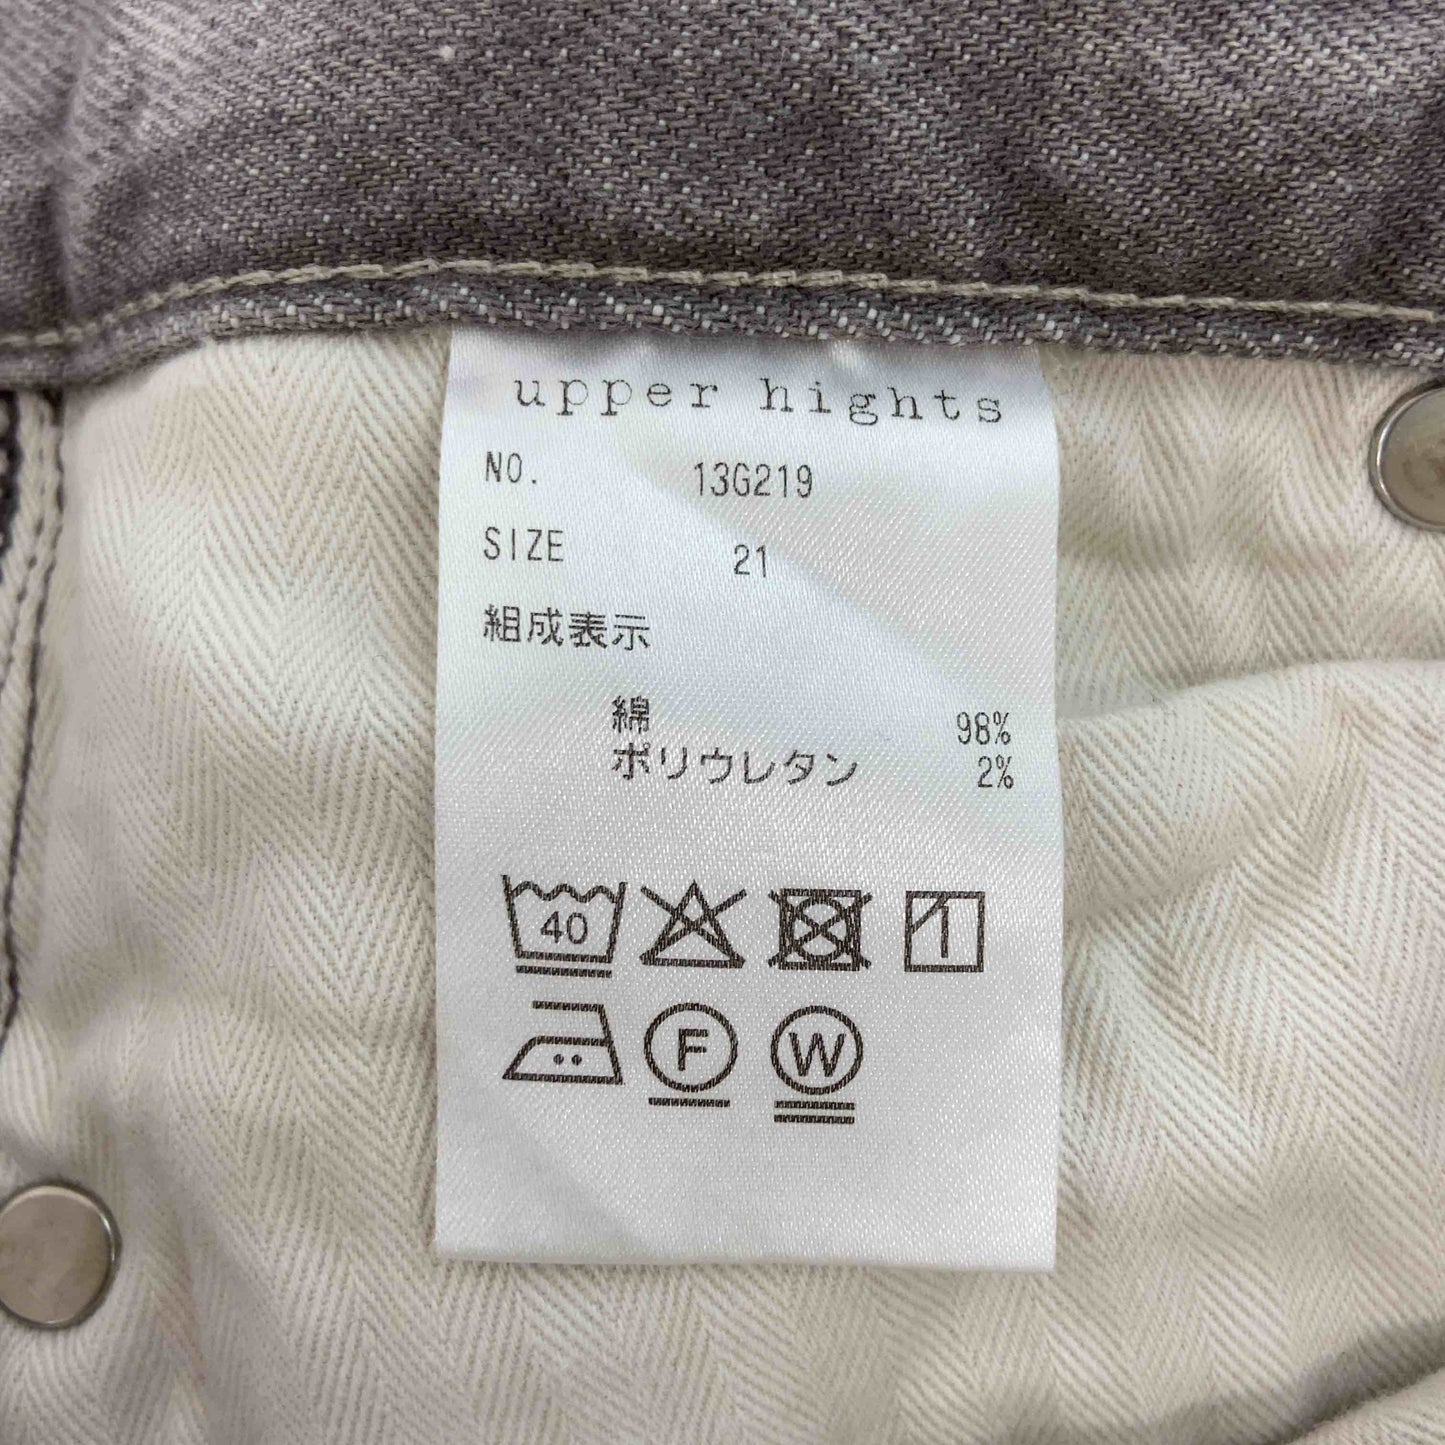 upper hights
NO. 13G219
SIZE 21
組成表示
綿 98%
ポリウレタン 2%
40
F W